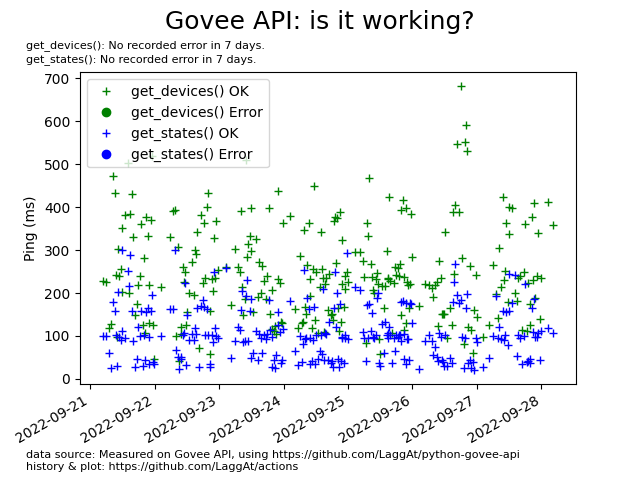 Govee API: is it working?
get_devices(): No recorded error in 7 days.
get_states(): No recorded error in 7 days.
get_devices() OK
get_devices() Error
get_states() OK
get_states() Error
Ping (ms)
700
600
500
400
300
200
100
0
2022-09-21
2022-09-22
2022-09-23
2022-09-24
2022-09-25
2022-09-26
2022-09-27
2022-09-28
data source: Measured on Govee API, using https://github.com/LaggAt/python-govee-api
history & plot: https://github.com/LaggAt/actions